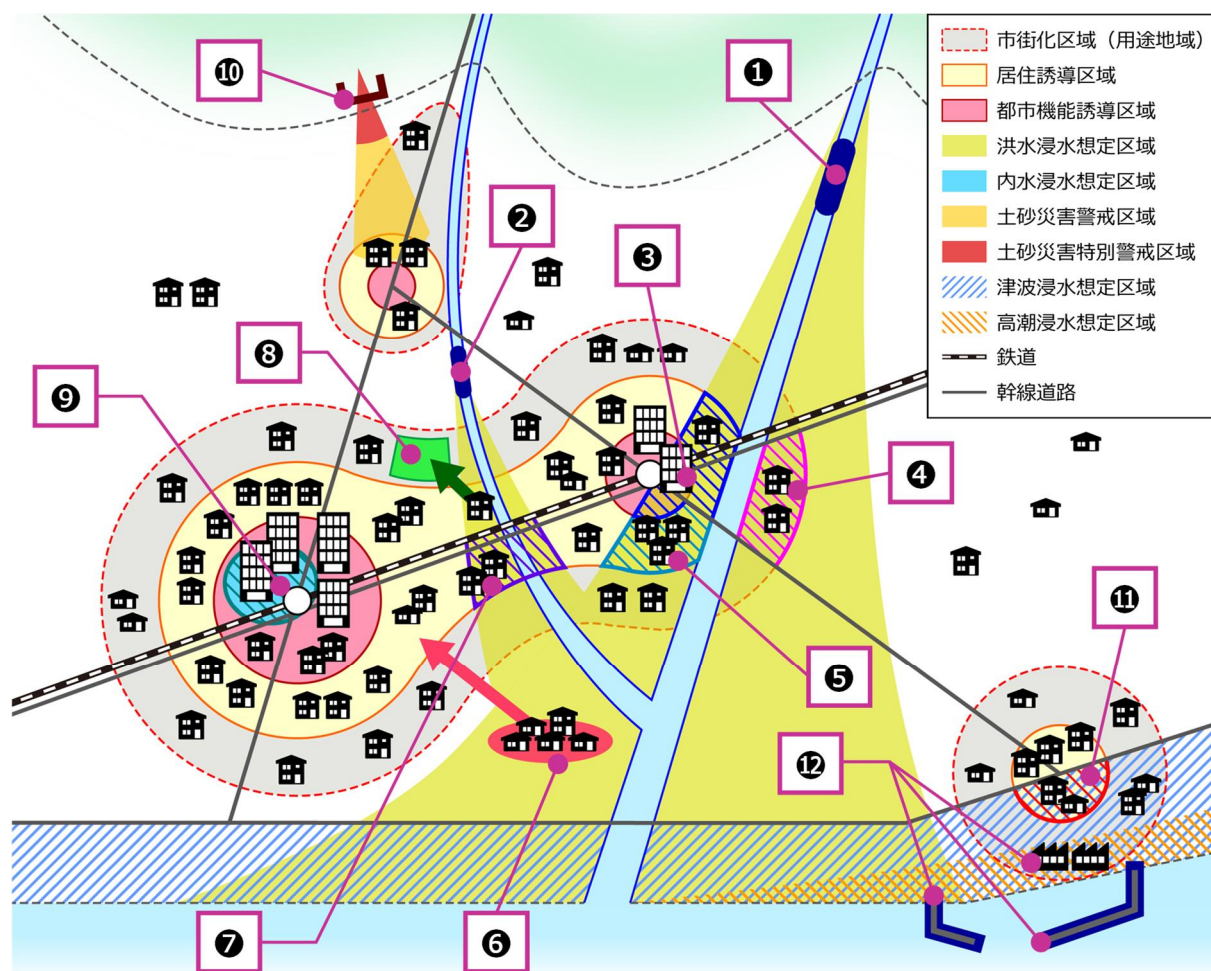 ❿
❶
❷
❸
❽
❾
❹
⓫
❺
⓬
❼
❻
市街化区域（用途地域）
居住誘導区域
都市機能誘導区域
洪水浸水想定区域
内水浸水想定区域
土砂災害警戒区域
土砂災害特別警戒区域
津波浸水想定区域
高潮浸水想定区域
鉄道
幹線道路